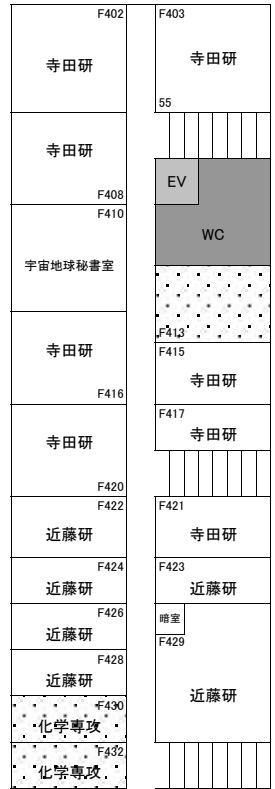 F402
寺田研
寺田研
F408
F410
宇宙地球秘書室
寺田研
F416
寺田研
F420
F422
近藤研
F424
近藤研
F426
近藤研
F428
近藤研
F430
化学専攻
F432
化学専攻
F403
寺田研
55
EV
WC
F413
F415
寺田研
F417
寺田研
F421
寺田研
F423
近藤研
暗室
F429
近藤研